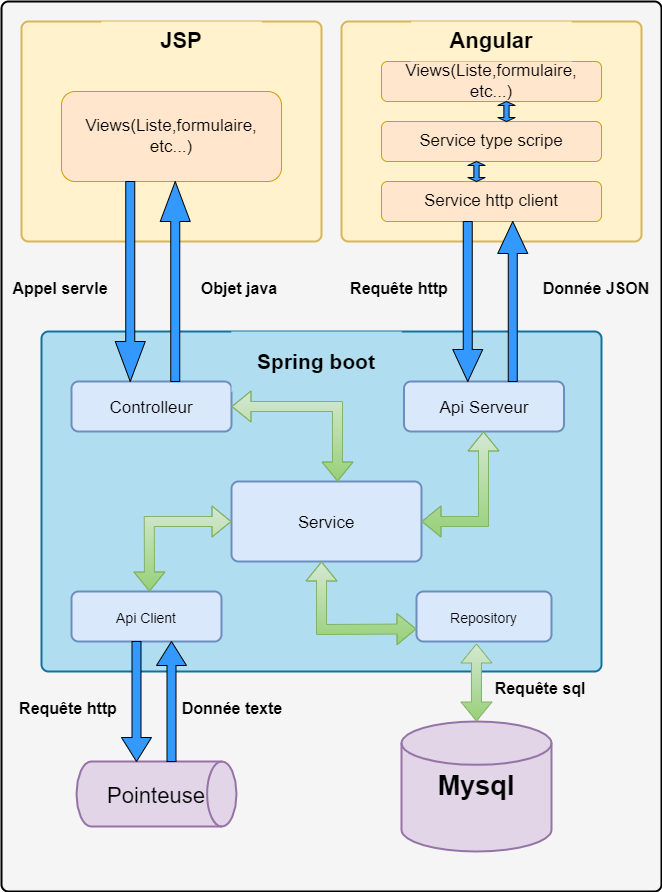 JSP
Views(Liste,formulaire,
etc...)
Angular
Views(Liste,formulaire,
etc...)
Service type scripe
Service http client
Appel servle
Objet java
Requête http
Donnée JSON
Spring boot
Controlleur
Api Serveur
Service
Api Client
Repository
Requête http
Donnée texte
Requête sql
Pointeuse
Mysql